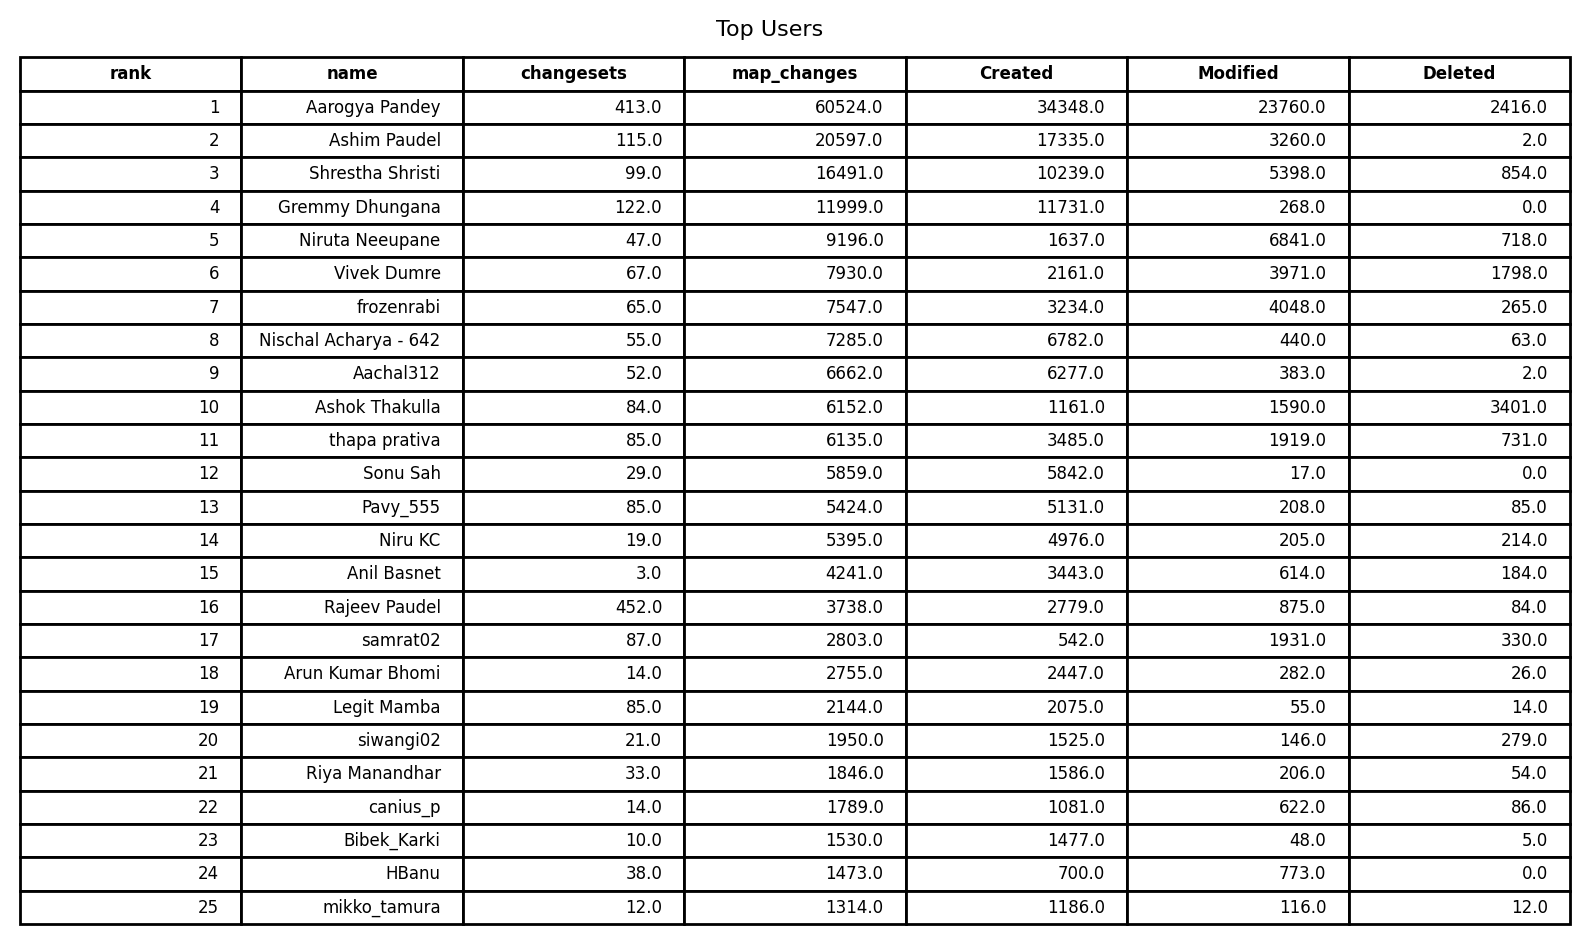 Top Users
rank name changesets map_changes Created Modified Deleted
1 Aarogya Pandey 413.0 60524.0 34348.0 23760.0 2416.0
2 Ashim Paudel 115.0 20597.0 17335.0 3260.0 2.0
3 Shrestha Shristi 99.0 16491.0 10239.0 5398.0 854.0
4 Gremmy Dhungana 122.0 11999.0 11731.0 268.0 0.0
5 Niruta Neeupane 47.0 9196.0 1637.0 6841.0 718.0
6 Vivek Dumre 67.0 7930.0 2161.0 3971.0 1798.0
7 frozenrabi 65.0 7547.0 3234.0 4048.0 265.0
8 Nischal Acharya - 642 55.0 7285.0 6782.0 440.0 63.0
9 Aachal312 52.0 6662.0 6277.0 383.0 2.0
10 Ashok Thakulla 84.0 6152.0 1161.0 1590.0 3401.0
11 thapa prativa 85.0 6135.0 3485.0 1919.0 731.0
12 Sonu Sah 29.0 5859.0 5842.0 17.0 0.0
13 Pavy_555 85.0 5424.0 5131.0 208.0 85.0
14 Niru KC 19.0 5395.0 4976.0 205.0 214.0
15 Anil Basnet 3.0 4241.0 3443.0 614.0 184.0
16 Rajeev Paudel 452.0 3738.0 2779.0 875.0 84.0
17 samrat02 87.0 2803.0 542.0 1931.0 330.0
18 Arun Kumar Bhomi 14.0 2755.0 2447.0 282.0 26.0
19 Legit Mamba 85.0 2144.0 2075.0 55.0 14.0
20 siwangi02 21.0 1950.0 1525.0 146.0 279.0
21 Riya Manandhar 33.0 1846.0 1586.0 206.0 54.0
22 canius_p 14.0 1789.0 1081.0 622.0 86.0
23 Bibek_Karki 10.0 1530.0 1477.0 48.0 5.0
24 HBanu 38.0 1473.0 700.0 773.0 0.0
25 mikko_tamura 12.0 1314.0 1186.0 116.0 12.0